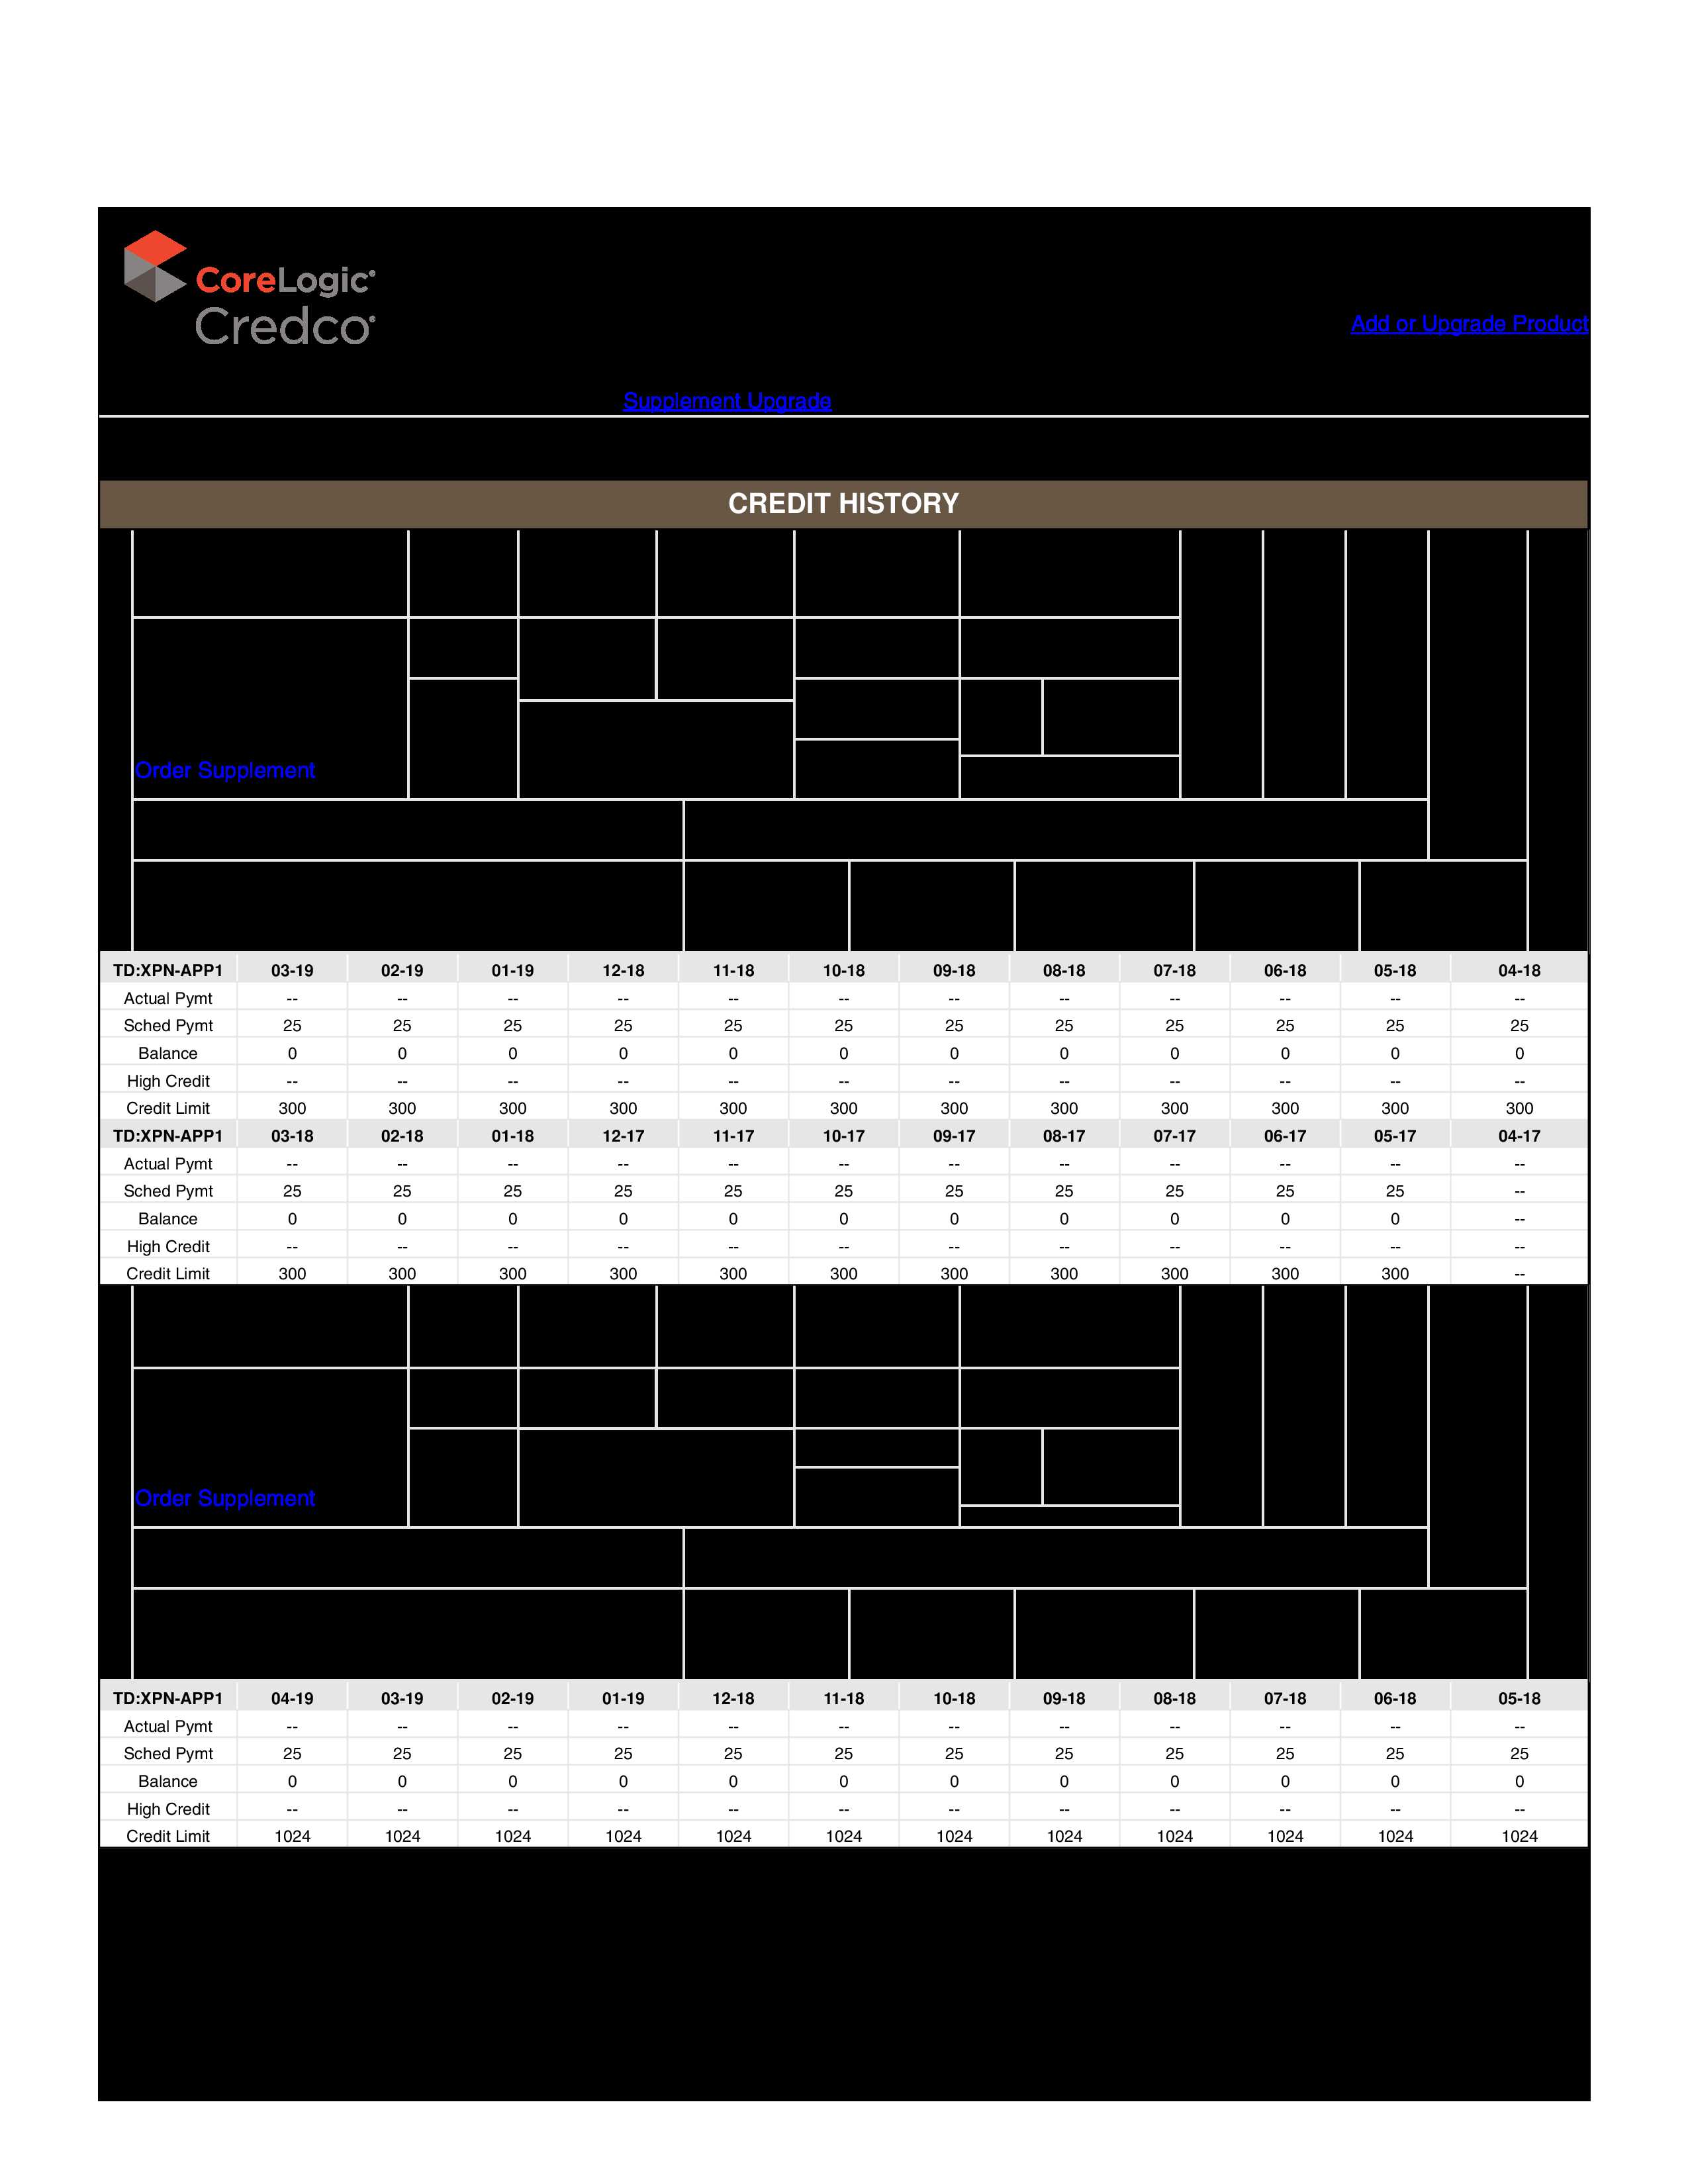 CoreLogic
Credco
Add or Upgrade Product
Supplement Upgrade
CREDIT HISTORY
Order Supplement
TD:XPN-APP1 03-19 02-19 01-19 12-18 11-18 10-18 09-18 08-18 07-18 06-18 05-18 04-18
Actual Pymt -- -- -- -- -- -- -- -- -- -- -- --
Sched Pymt 25 25 25 25 25 25 25 25 25 25 25 25
Balance 0 0 0 0 0 0 0 0 0 0 0 0
High Credit -- -- -- -- -- -- -- -- -- -- -- --
Credit Limit 300 300 300 300 300 300 300 300 300 300 300 300
TD:XPN-APP1 03-18 02-18 01-18 12-17 11-17 10-17 09-17 08-17 07-17 06-17 05-17 04-17
Actual Pymt -- -- -- -- -- -- -- -- -- -- -- --
Sched Pymt 25 25 25 25 25 25 25 25 25 25 25 --
Balance 0 0 0 0 0 0 0 0 0 0 0 --
High Credit -- -- -- -- -- -- -- -- -- -- -- --
Credit Limit 300 300 300 300 300 300 300 300 300 300 300 --
Order Supplement
TD:XPN-APP1 04-19 03-19 02-19 01-19 12-18 11-18 10-18 09-18 08-18 07-18 06-18 05-18
Actual Pymt -- -- -- -- -- -- -- -- -- -- -- --
Sched Pymt 25 25 25 25 25 25 25 25 25 25 25 25
Balance 0 0 0 0 0 0 0 0 0 0 0 0
High Credit -- -- -- -- -- -- -- -- -- -- -- --
Credit Limit 1024 1024 1024 1024 1024 1024 1024 1024 1024 1024 1024 1024